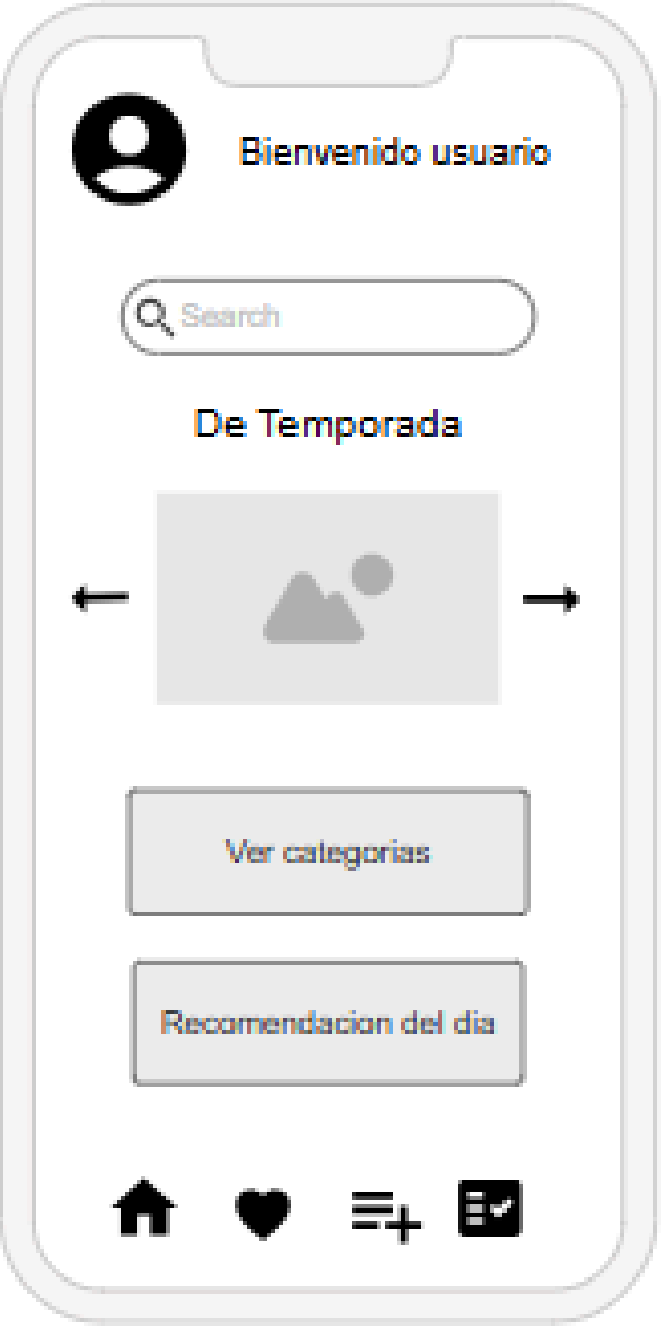 Bienvenido usuario
Search
De Temporada
Ver categorias
Recomendacion del dia